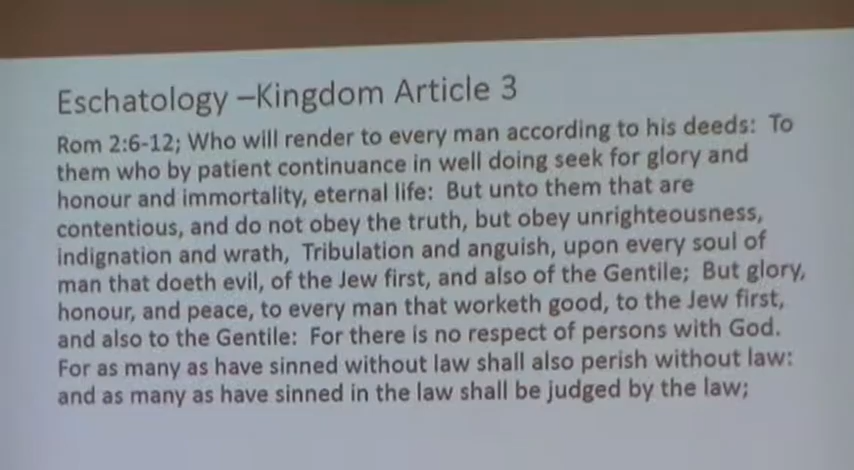 Eschatology –Kingdom Article 3
Rom 2:6-12; Who will render to every man according to his deeds: To
them who by patient continuance in well doing seek for glory and
honour and immortality, eternal life: But unto them that are
contentious, and do not obey the truth, but obey unrighteousness,
indignation and wrath, Tribulation and anguish, upon every soul of
man that doeth evil, of the Jew first, and also of the Gentile; But glory,
honour, and peace, to every man that worketh good, to the Jew first,
and also to the Gentile: For there is no respect of persons with God.
For as many as have sinned without law shall also perish without law:
and as many as have sinned in the law shall be judged by the law;